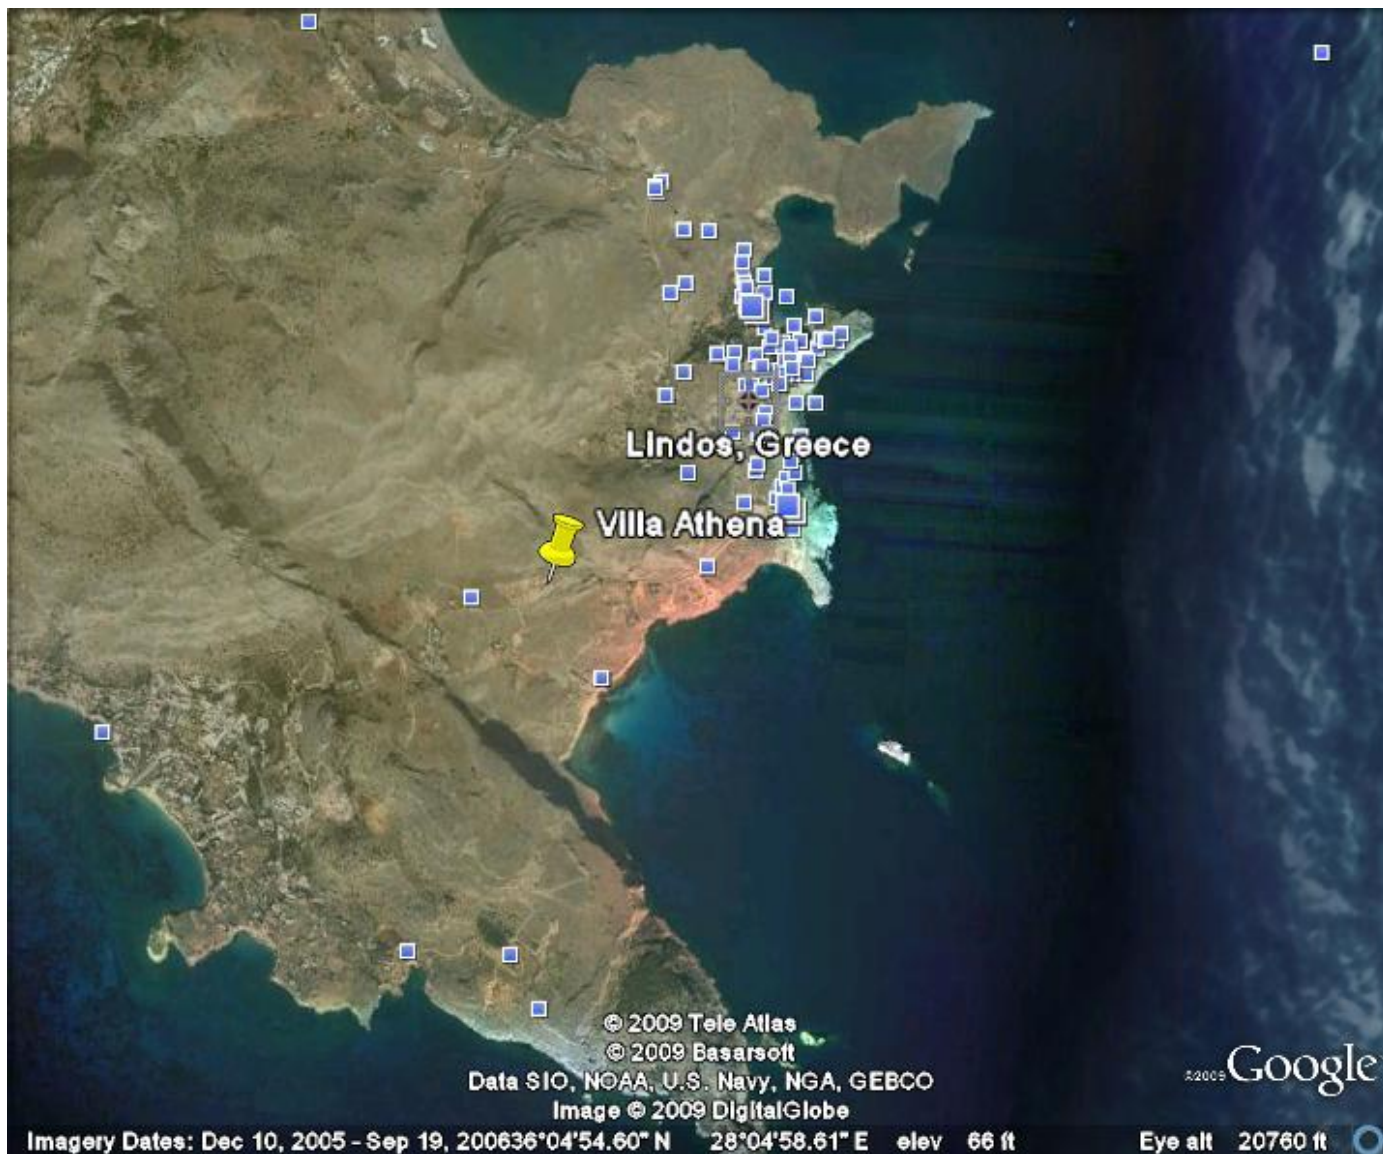 Lindos, Greece
Villa Athena
© 2009 Tele Atlas
© 2009 Basarsoft
Data SIO, NOAA, U.S. Navy, NGA, GEBCO
©2009 Google
Image © 2009 DigitalGlobe
Imagery Dates: Dec 10, 2005 - Sep 19, 200636°04'54.60" N 28°04'58.61" E elev 66 ft Eye alt 20760 ft